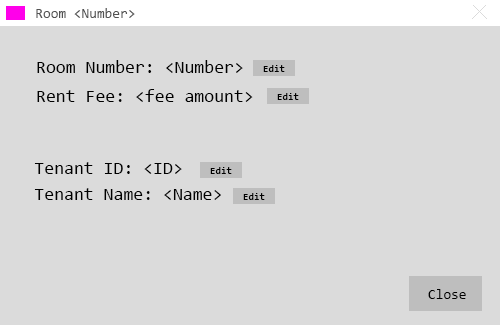 Room <Number>
Room Number: <Number> Edit
Rent Fee: <fee amount> Edit
Tenant ID: <ID> Edit
Tenant Name: <Name> Edit
Close